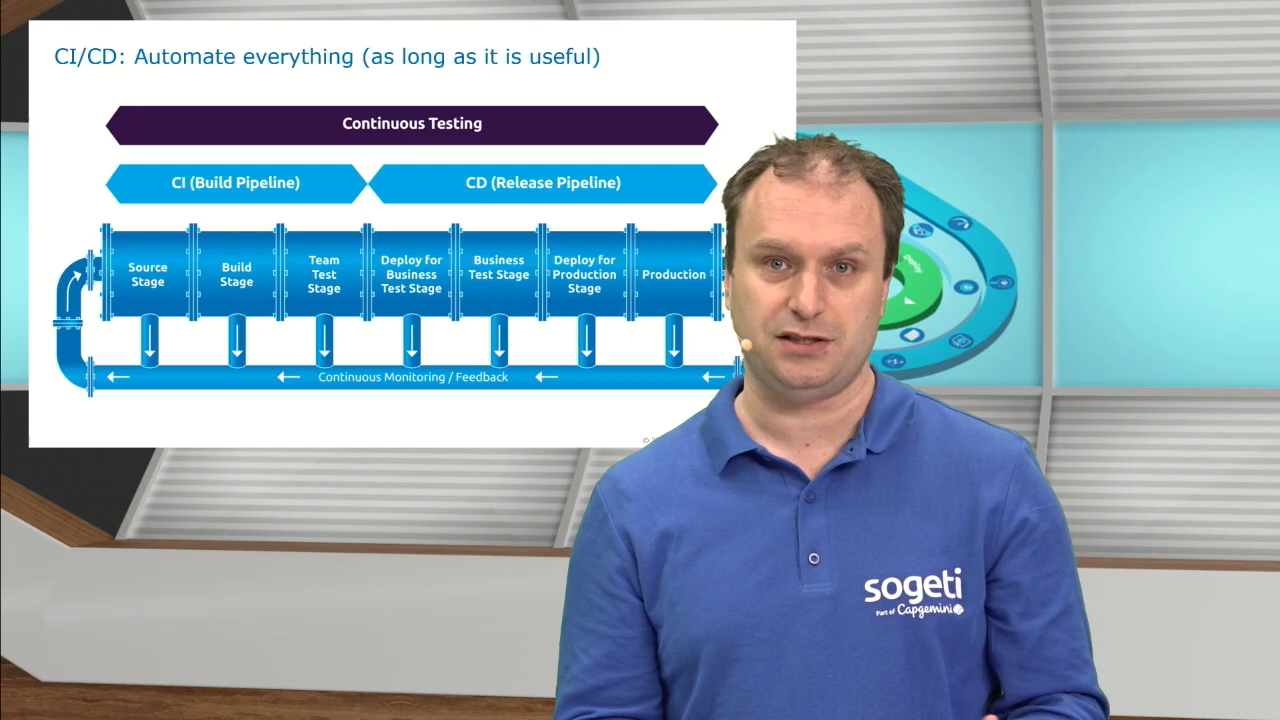 CI/CD: Automate everything (as long as it is useful)
Continuous Testing
CI (Build Pipeline)
CD (Release Pipeline)
Source
Stage
Build
Stage
Team
Test
Stage
Deploy for
Business
Test Stage
Business
Test Stage
Deploy for
Production
Stage
Production
Continuous Monitoring / Feedback
Deploy
sogeti
Part of Capgemini